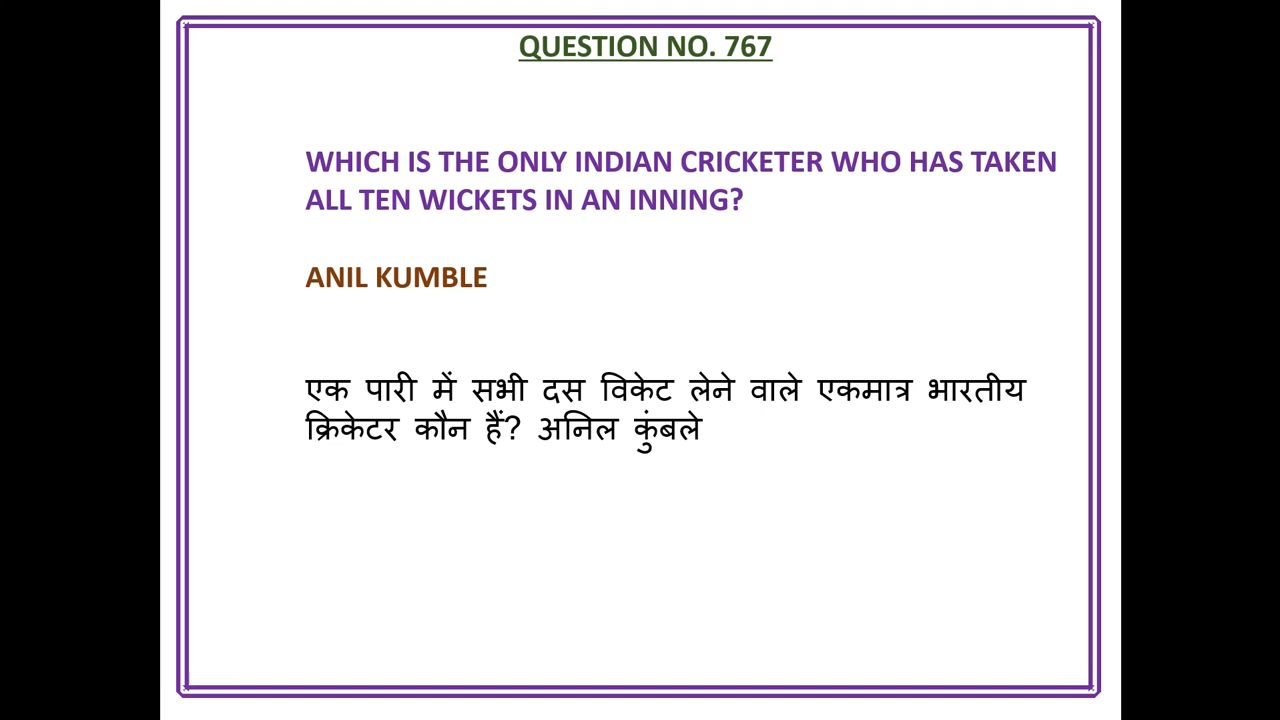 QUESTION NO. 767
WHICH IS THE ONLY INDIAN CRICKETER WHO HAS TAKEN
ALL TEN WICKETS IN AN INNING?
ANIL KUMBLE
एक पारी में सभी दस विकेट लेने वाले एकमात्र भारतीय
क्रिकेटर कौन हैं? अनिल कुंबले